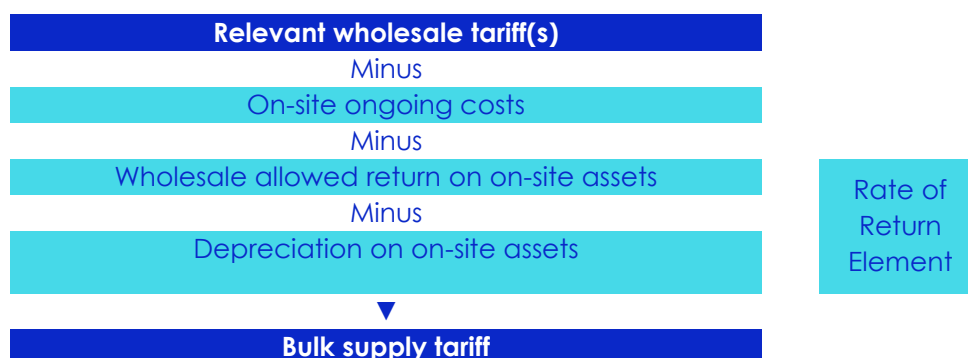 Relevant wholesale tariff(s)
Minus
On-site ongoing costs
Minus
Wholesale allowed return on on-site assets
Minus
Depreciation on on-site assets
▼
Bulk supply tariff
Rate of
Return
Element